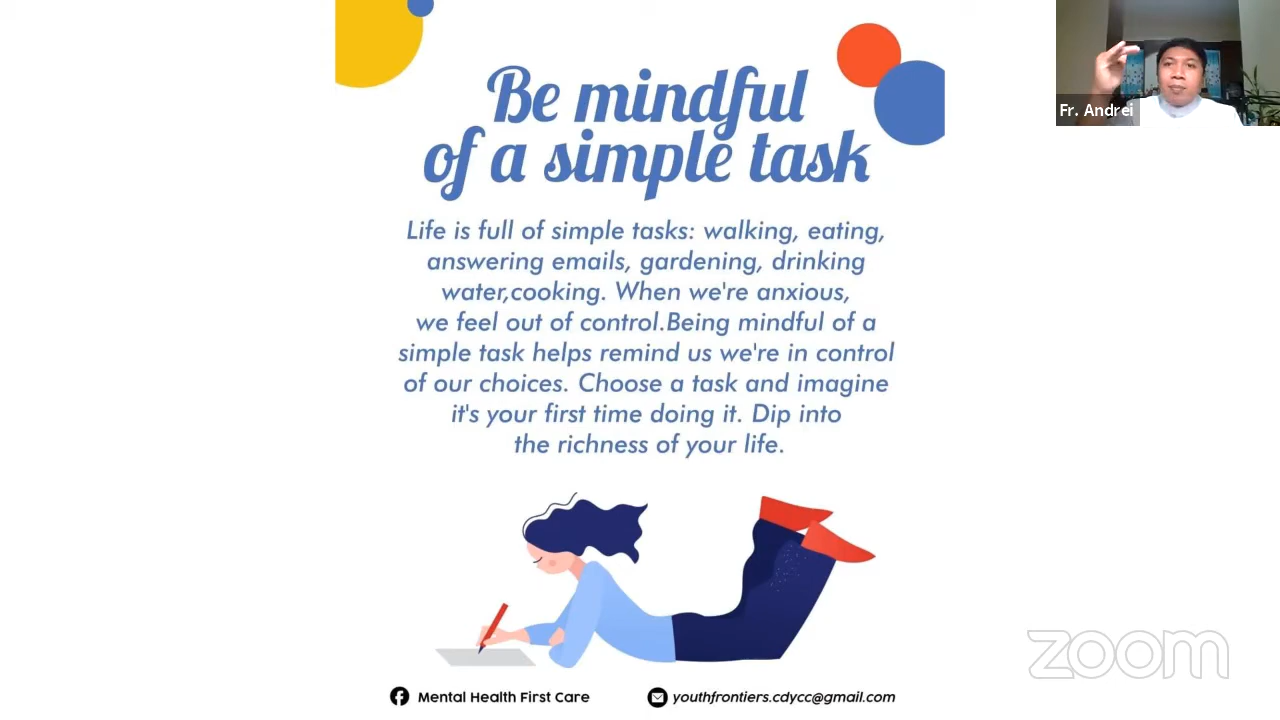 Be mindful
of a simple task
Life is full of simple tasks: walking, eating,
answering emails, gardening, drinking
water,cooking. When we're anxious,
we feel out of control.Being mindful of a
simple task helps remind us we're in control
of our choices. Choose a task and imagine
it's your first time doing it. Dip into
the richness of your life.
Mental Health First Care
youthfrontiers.cdycc@gmail.com
Fr. Andrei
zoom